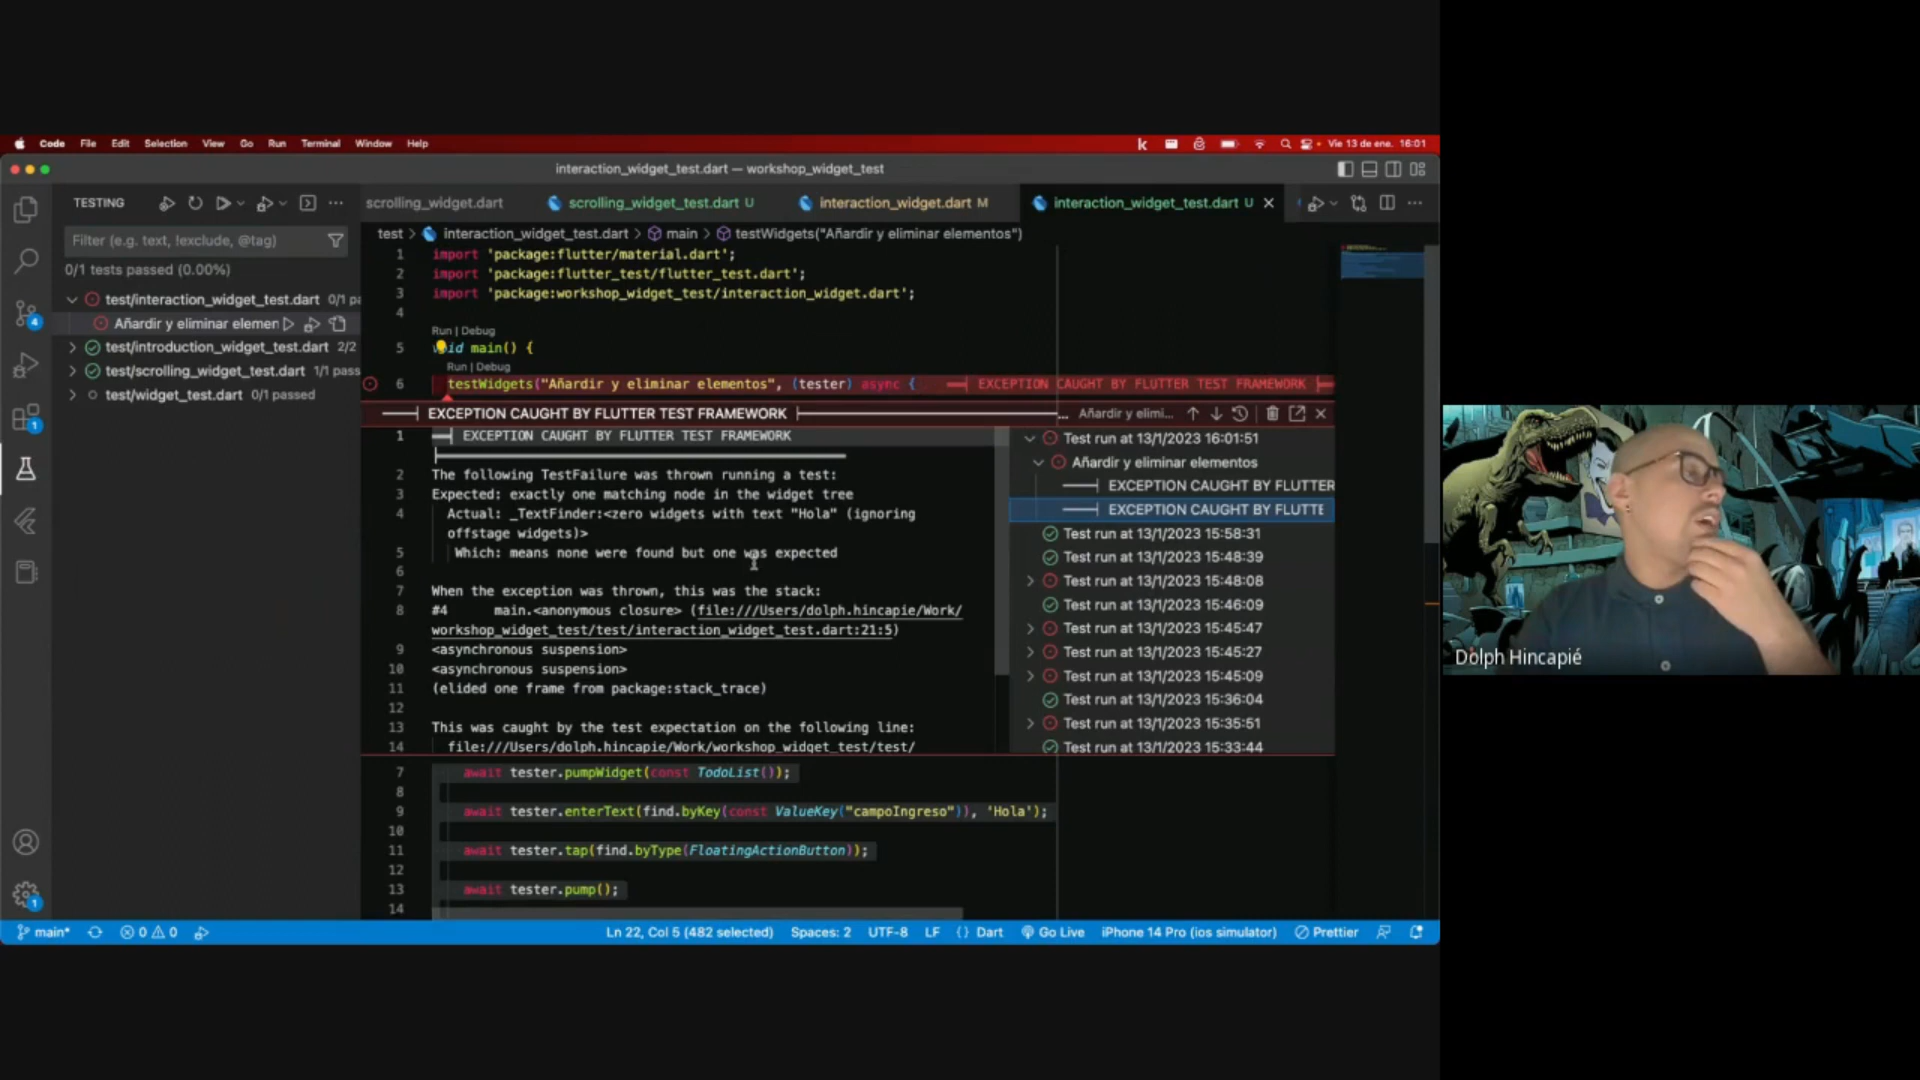 Code File Edit Selection View Go Run Terminal Window Help
Vie 13 de ene. 16:01
interaction_widget_test.dart — workshop_widget_test
TESTING
scrolling_widget.dart
scrolling_widget_test.dart U
interaction_widget.dart M
interaction_widget_test.dart U
Filter (e.g. text, !exclude, @tag)
test > interaction_widget_test.dart > main > testWidgets("Añardir y eliminar elementos")
0/1 tests passed (0.00%)
test/interaction_widget_test.dart 0/1 pa
Añardir y eliminar elemen
test/introduction_widget_test.dart 2/2
test/scrolling_widget_test.dart 1/1 pass
test/widget_test.dart 0/1 passed
1 import 'package:flutter/material.dart';
2 import 'package:flutter_test/flutter_test.dart';
3 import 'package:workshop_widget_test/interaction_widget.dart';
4
Run | Debug
5 id main() {
Run | Debug
6 testWidgets("Añardir y eliminar elementos", (tester) async { EXCEPTION CAUGHT BY FLUTTER TEST FRAMEWORK
EXCEPTION CAUGHT BY FLUTTER TEST FRAMEWORK ... Añardir y elimi...
1 EXCEPTION CAUGHT BY FLUTTER TEST FRAMEWORK
2 The following TestFailure was thrown running a test:
3 Expected: exactly one matching node in the widget tree
4 Actual: _TextFinder:<zero widgets with text "Hola" (ignoring
offstage widgets)>
5 Which: means none were found but one was expected
6
7 When the exception was thrown, this was the stack:
8 #4 main.<anonymous closure> (file:///Users/dolph.hincapie/Work/
workshop_widget_test/test/interaction_widget_test.dart:21:5)
9 <asynchronous suspension>
10 <asynchronous suspension>
11 (elided one frame from package:stack_trace)
12
13 This was caught by the test expectation on the following line:
14 file:///Users/dolph.hincapie/Work/workshop_widget_test/test/
Test run at 13/1/2023 16:01:51
Añardir y eliminar elementos
EXCEPTION CAUGHT BY FLUTTER
EXCEPTION CAUGHT BY FLUTTE
Test run at 13/1/2023 15:58:31
Test run at 13/1/2023 15:48:39
Test run at 13/1/2023 15:48:08
Test run at 13/1/2023 15:46:09
Test run at 13/1/2023 15:45:47
Test run at 13/1/2023 15:45:27
Test run at 13/1/2023 15:45:09
Test run at 13/1/2023 15:36:04
Test run at 13/1/2023 15:35:51
Test run at 13/1/2023 15:33:44
7 await tester.pumpWidget(const TodoList());
8
9 await tester.enterText(find.byKey(const ValueKey("campoIngreso")), 'Hola');
10
11 await tester.tap(find.byType(FloatingActionButton));
12
13 await tester.pump();
14
4
1
1
main* 0 0
Ln 22, Col 5 (482 selected) Spaces: 2 UTF-8 LF {} Dart Go Live iPhone 14 Pro (ios simulator) Prettier
Dolph Hincapié